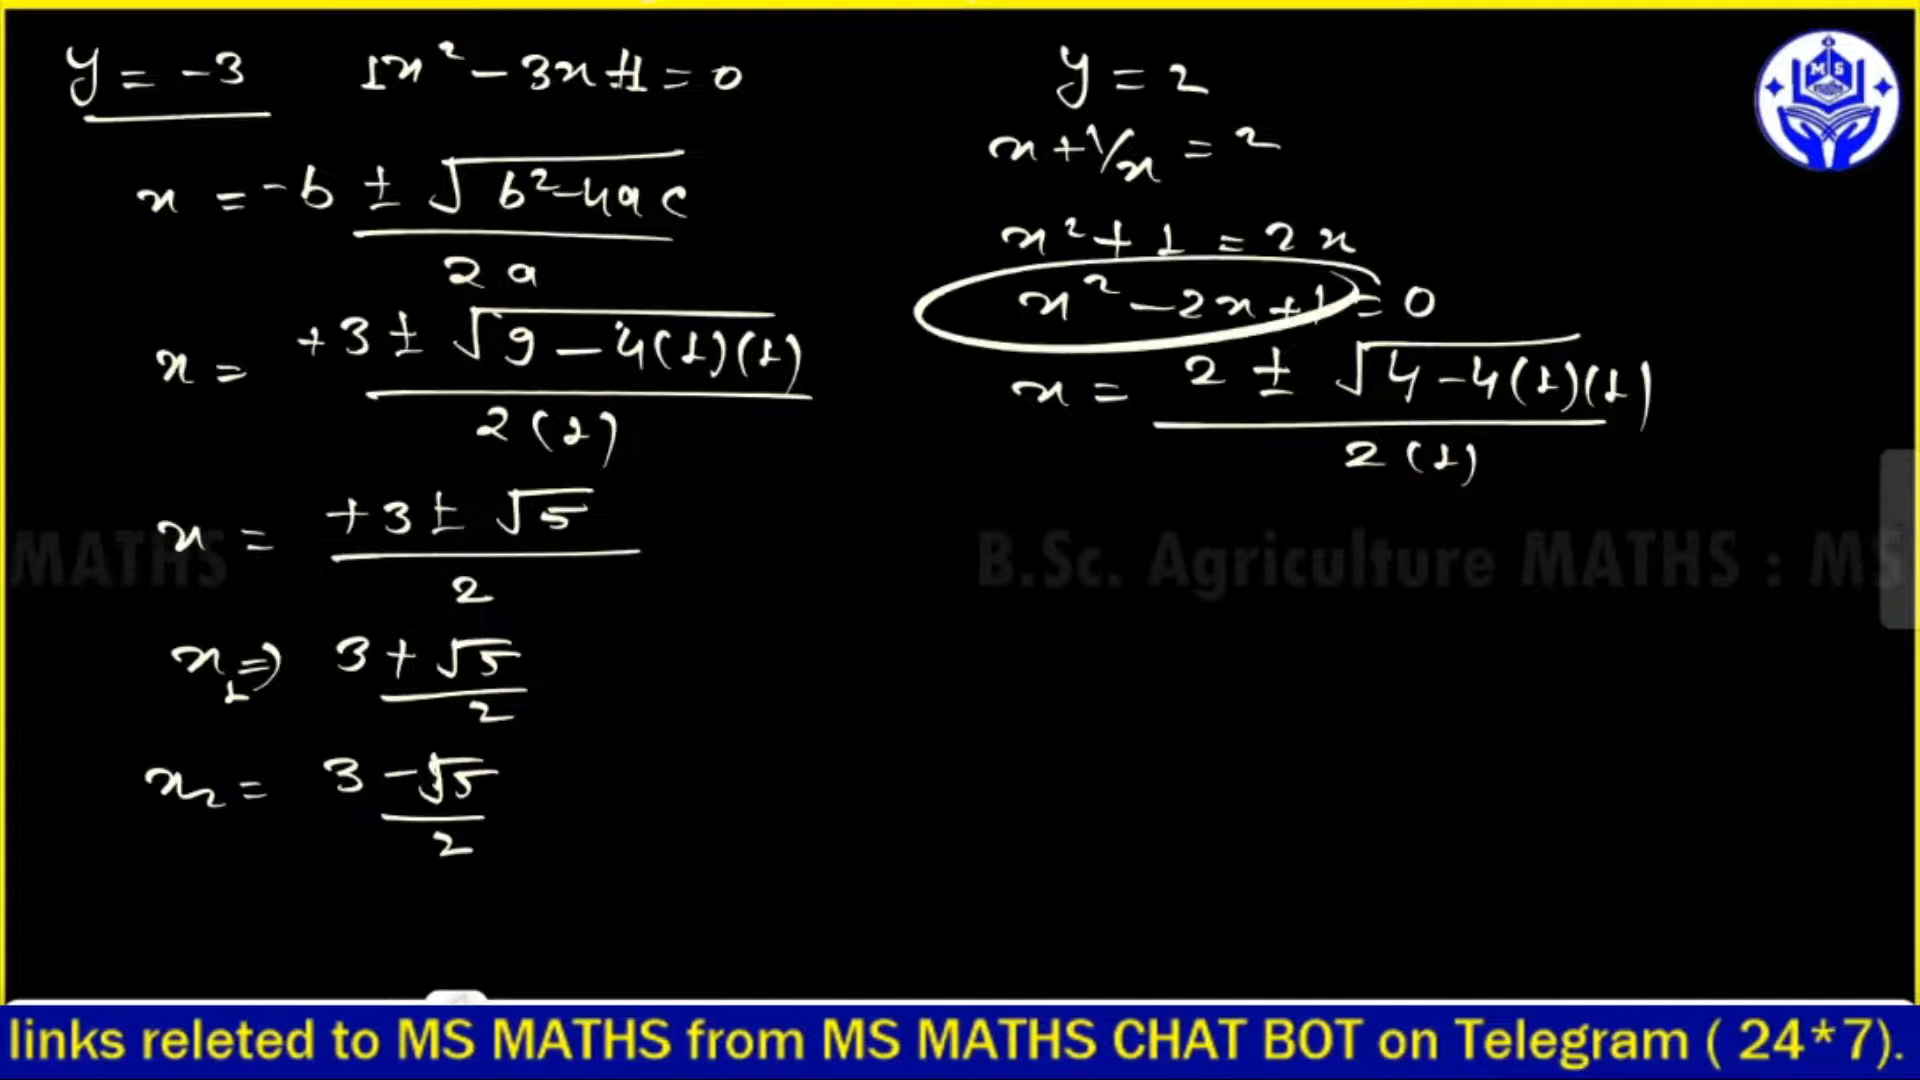 y = -3    1x² - 3x + 1 = 0
x = -b ± √(b² - 4ac) / 2a
x = +3 ± √(9 - 4(1)(1)) / 2(1)
x = +3 ± √5 / 2
x₁ ⇒ 3 + √5 / 2
x₂ = 3 - √5 / 2
y = 2
x + 1/x = 2
x² + 1 = 2x
x² - 2x + 1 = 0
x = 2 ± √(4 - 4(1)(1)) / 2(1)
MS
MATHS    B.Sc. Agriculture MATHS : MS
links releted to MS MATHS from MS MATHS CHAT BOT on Telegram ( 24*7).